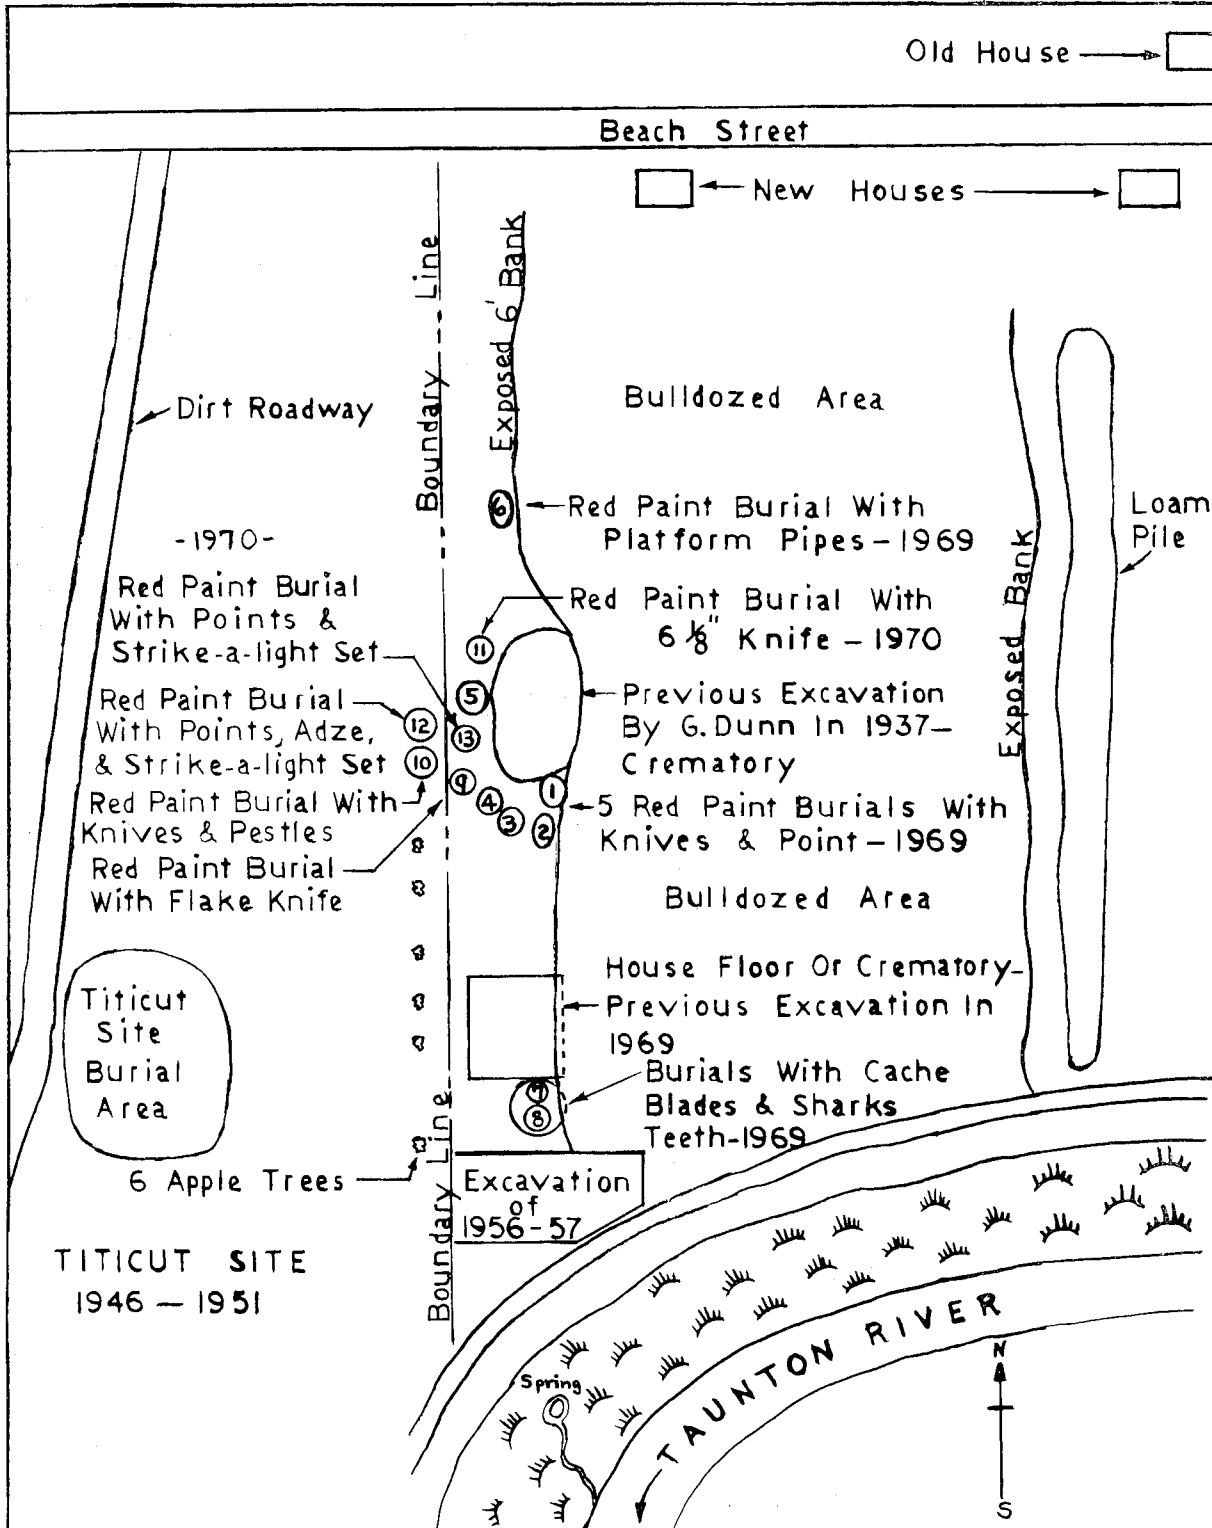 Old House
Beach Street
New Houses
Boundary Line
Exposed 6' Bank
Dirt Roadway
Bulldozed Area
6
Red Paint Burial With
Platform Pipes - 1969
Loam
Pile
Exposed Bank
- 1970 -
Red Paint Burial
With Points &
Strike-a-light Set
Red Paint Burial With
6 1/8" Knife - 1970
11
5
13
12
10
9
4
3
2
1
Red Paint Burial
With Points, Adze,
& Strike-a-light Set
Previous Excavation
By G. Dunn In 1937-
Crematory
Red Paint Burial With
Knives & Pestles
5 Red Paint Burials With
Knives & Point - 1969
Red Paint Burial
With Flake Knife
Bulldozed Area
House Floor Or Crematory-
Previous Excavation In
1969
Titicut
Site
Burial
Area
7
8
Burials With Cache
Blades & Sharks
Teeth-1969
6 Apple Trees
Boundary Line
Excavation
of
1956-57
TITICUT SITE
1946 - 1951
Spring
TAUNTON RIVER
N
S